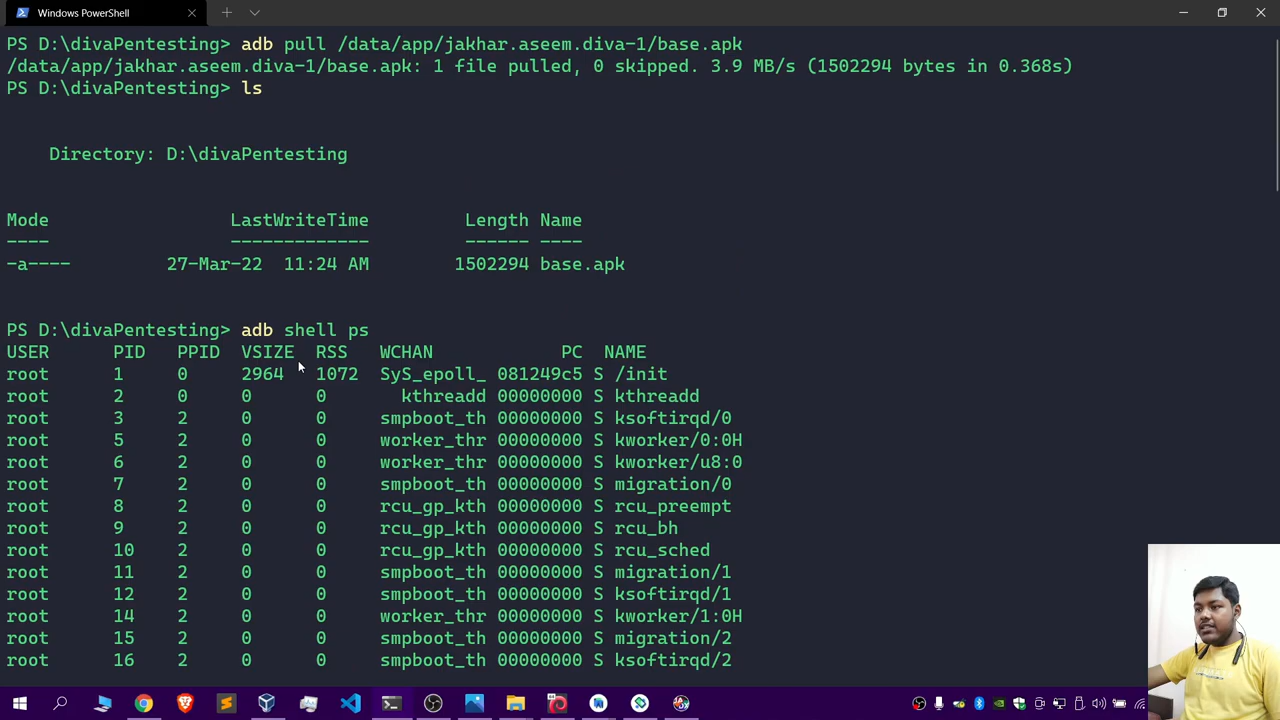 Windows PowerShell
PS D:\divaPentesting> adb pull /data/app/jakhar.aseem.diva-1/base.apk
/data/app/jakhar.aseem.diva-1/base.apk: 1 file pulled, 0 skipped. 3.9 MB/s (1502294 bytes in 0.368s)
PS D:\divaPentesting> ls
Directory: D:\divaPentesting
Mode LastWriteTime Length Name
---- ------------- ------ ----
-a---- 27-Mar-22 11:24 AM 1502294 base.apk
PS D:\divaPentesting> adb shell ps
USER PID PPID VSIZE RSS WCHAN PC NAME
root 1 0 2964 1072 SyS_epoll_ 081249c5 S /init
root 2 0 0 0 kthreadd 00000000 S kthreadd
root 3 2 0 0 smpboot_th 00000000 S ksoftirqd/0
root 5 2 0 0 worker_thr 00000000 S kworker/0:0H
root 6 2 0 0 worker_thr 00000000 S kworker/u8:0
root 7 2 0 0 smpboot_th 00000000 S migration/0
root 8 2 0 0 rcu_gp_kth 00000000 S rcu_preempt
root 9 2 0 0 rcu_gp_kth 00000000 S rcu_bh
root 10 2 0 0 rcu_gp_kth 00000000 S rcu_sched
root 11 2 0 0 smpboot_th 00000000 S migration/1
root 12 2 0 0 smpboot_th 00000000 S ksoftirqd/1
root 14 2 0 0 worker_thr 00000000 S kworker/1:0H
root 15 2 0 0 smpboot_th 00000000 S migration/2
root 16 2 0 0 smpboot_th 00000000 S ksoftirqd/2